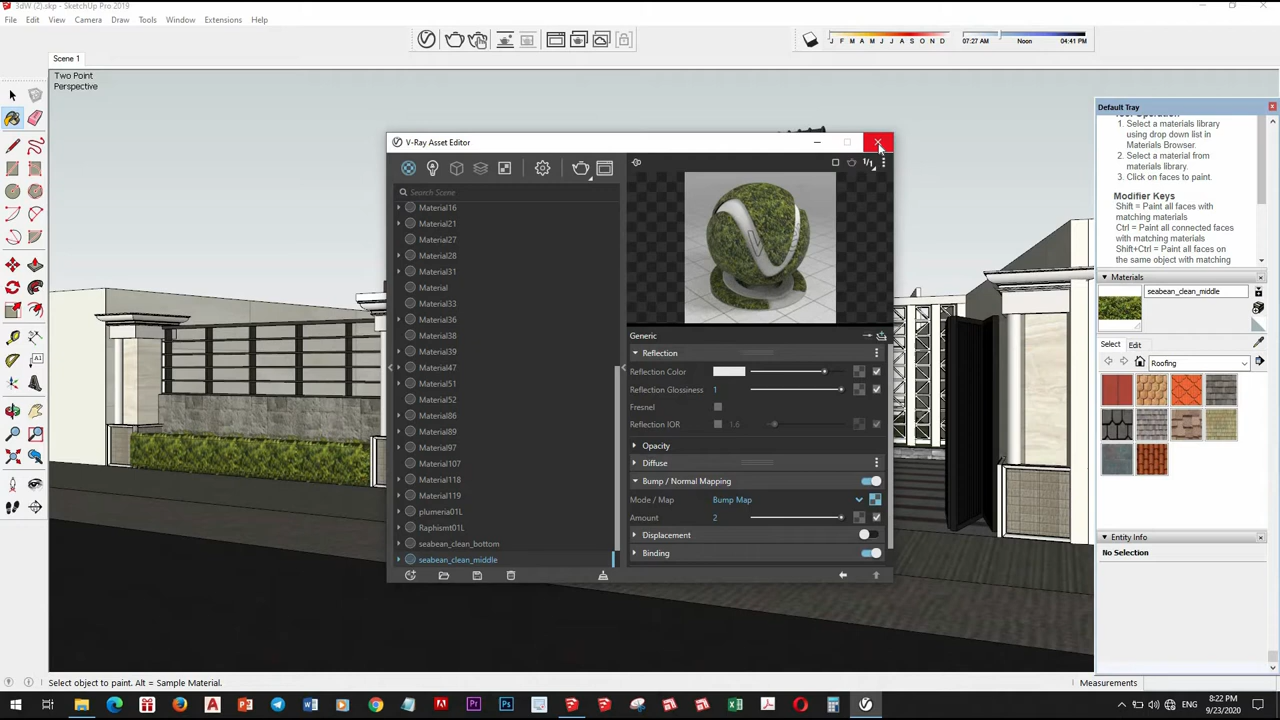 3dW (2).skp - SketchUp Pro 2019
File Edit View Camera Draw Tools Window Extensions Help
J F M A M J J A S O N D
07:27 AM Noon 04:41 PM
Scene 1
Two Point
Perspective
V-Ray Asset Editor
Search Scene
Material16
Material21
Material27
Material28
Material31
Material
Material33
Material36
Material38
Material39
Material47
Material51
Material52
Material86
Material89
Material97
Material107
Material118
Material119
plumeria01L
Raphismt01L
seabean_clean_bottom
seabean_clean_middle
1/1
Generic
Reflection
Reflection Color
Reflection Glossiness 1
Fresnel
Reflection IOR 1.6
Opacity
Diffuse
Bump / Normal Mapping
Mode / Map Bump Map
Amount 2
Displacement
Binding
Default Tray
1. Select a materials library
using drop down list in
Materials Browser.
2. Select a material from
materials library.
3. Click on faces to paint.
Modifier Keys
Shift = Paint all faces with
matching materials
Ctrl = Paint all connected faces
with matching materials
Shift+Ctrl = Paint all faces on
the same object with matching
Materials
seabean_clean_middle
Select Edit
Roofing
Entity Info
No Selection
Select object to paint. Alt = Sample Material.
Measurements
ENG
8:22 PM
9/23/2020